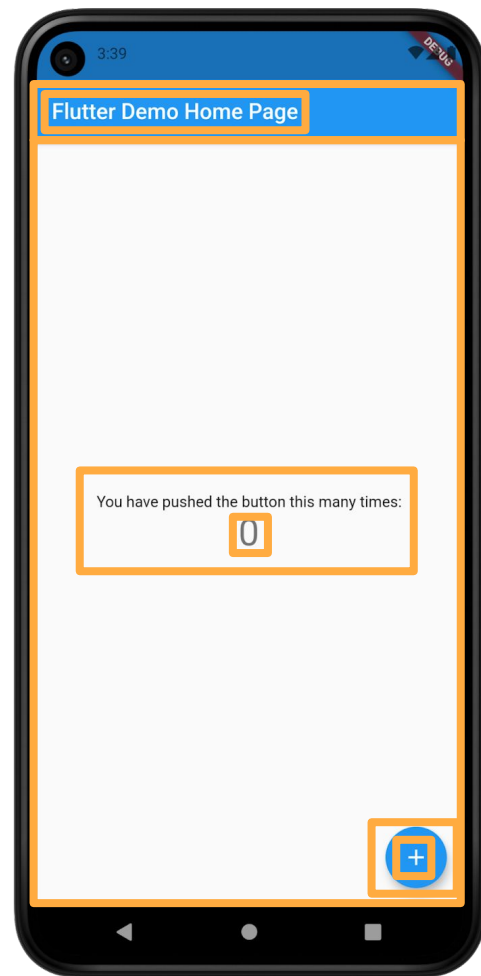 3:39
DEBUG
Flutter Demo Home Page
You have pushed the button this many times:
0
+